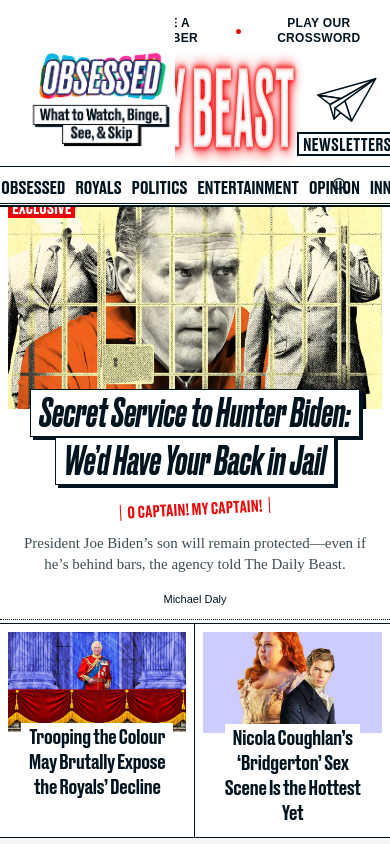 E A
BER
PLAY OUR
CROSSWORD
OBSESSED
What to Watch, Binge,
See, & Skip
Y BEAST
NEWSLETTERS
OBSESSED ROYALS POLITICS ENTERTAINMENT OPINION INN
EXCLUSIVE
Secret Service to Hunter Biden:
We’d Have Your Back in Jail
O CAPTAIN! MY CAPTAIN!
President Joe Biden’s son will remain protected—even if
he’s behind bars, the agency told The Daily Beast.
Michael Daly
Trooping the Colour
May Brutally Expose
the Royals’ Decline
Nicola Coughlan’s
‘Bridgerton’ Sex
Scene Is the Hottest
Yet